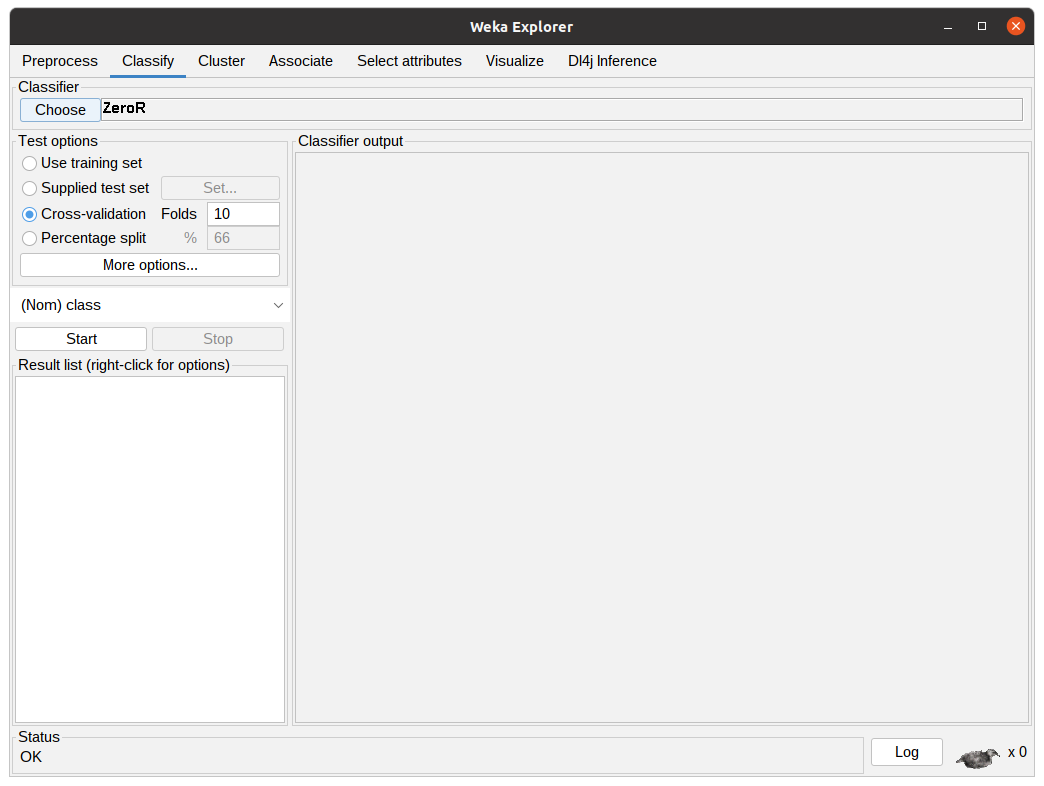 Weka Explorer
Preprocess Classify Cluster Associate Select attributes Visualize Dl4j Inference
Classifier
Choose ZeroR
Test options
Use training set
Supplied test set Set...
Cross-validation Folds 10
Percentage split % 66
More options...
(Nom) class
Start Stop
Result list (right-click for options)
Classifier output
Status
OK
Log x 0